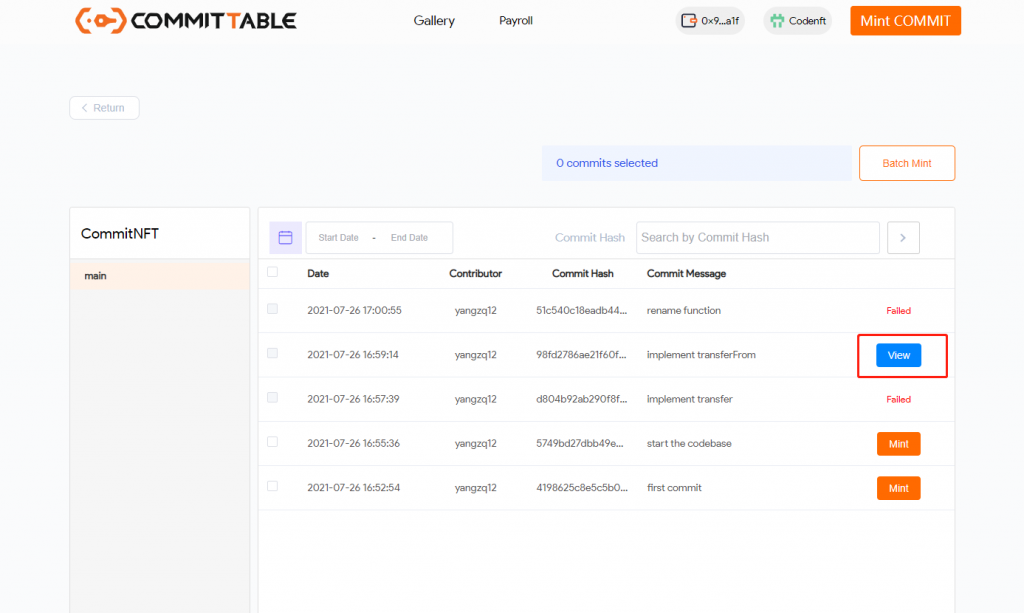 COMMITTABLE Gallery Payroll 0×9...a1f Codenft Mint COMMIT
< Return
0 commits selected Batch Mint
CommitNFT
main
Start Date - End Date Commit Hash Search by Commit Hash >
Date Contributor Commit Hash Commit Message
2021-07-26 17:00:55 yangzq12 51c540c18eadb44... rename function Failed
2021-07-26 16:59:14 yangzq12 98fd2786ae21f60f... implement transferFrom View
2021-07-26 16:57:39 yangzq12 d804b92ab290f8f... implement transfer Failed
2021-07-26 16:55:36 yangzq12 5749bd27dbb49e... start the codebase Mint
2021-07-26 16:52:54 yangzq12 4198625c8e5c5b0... first commit Mint